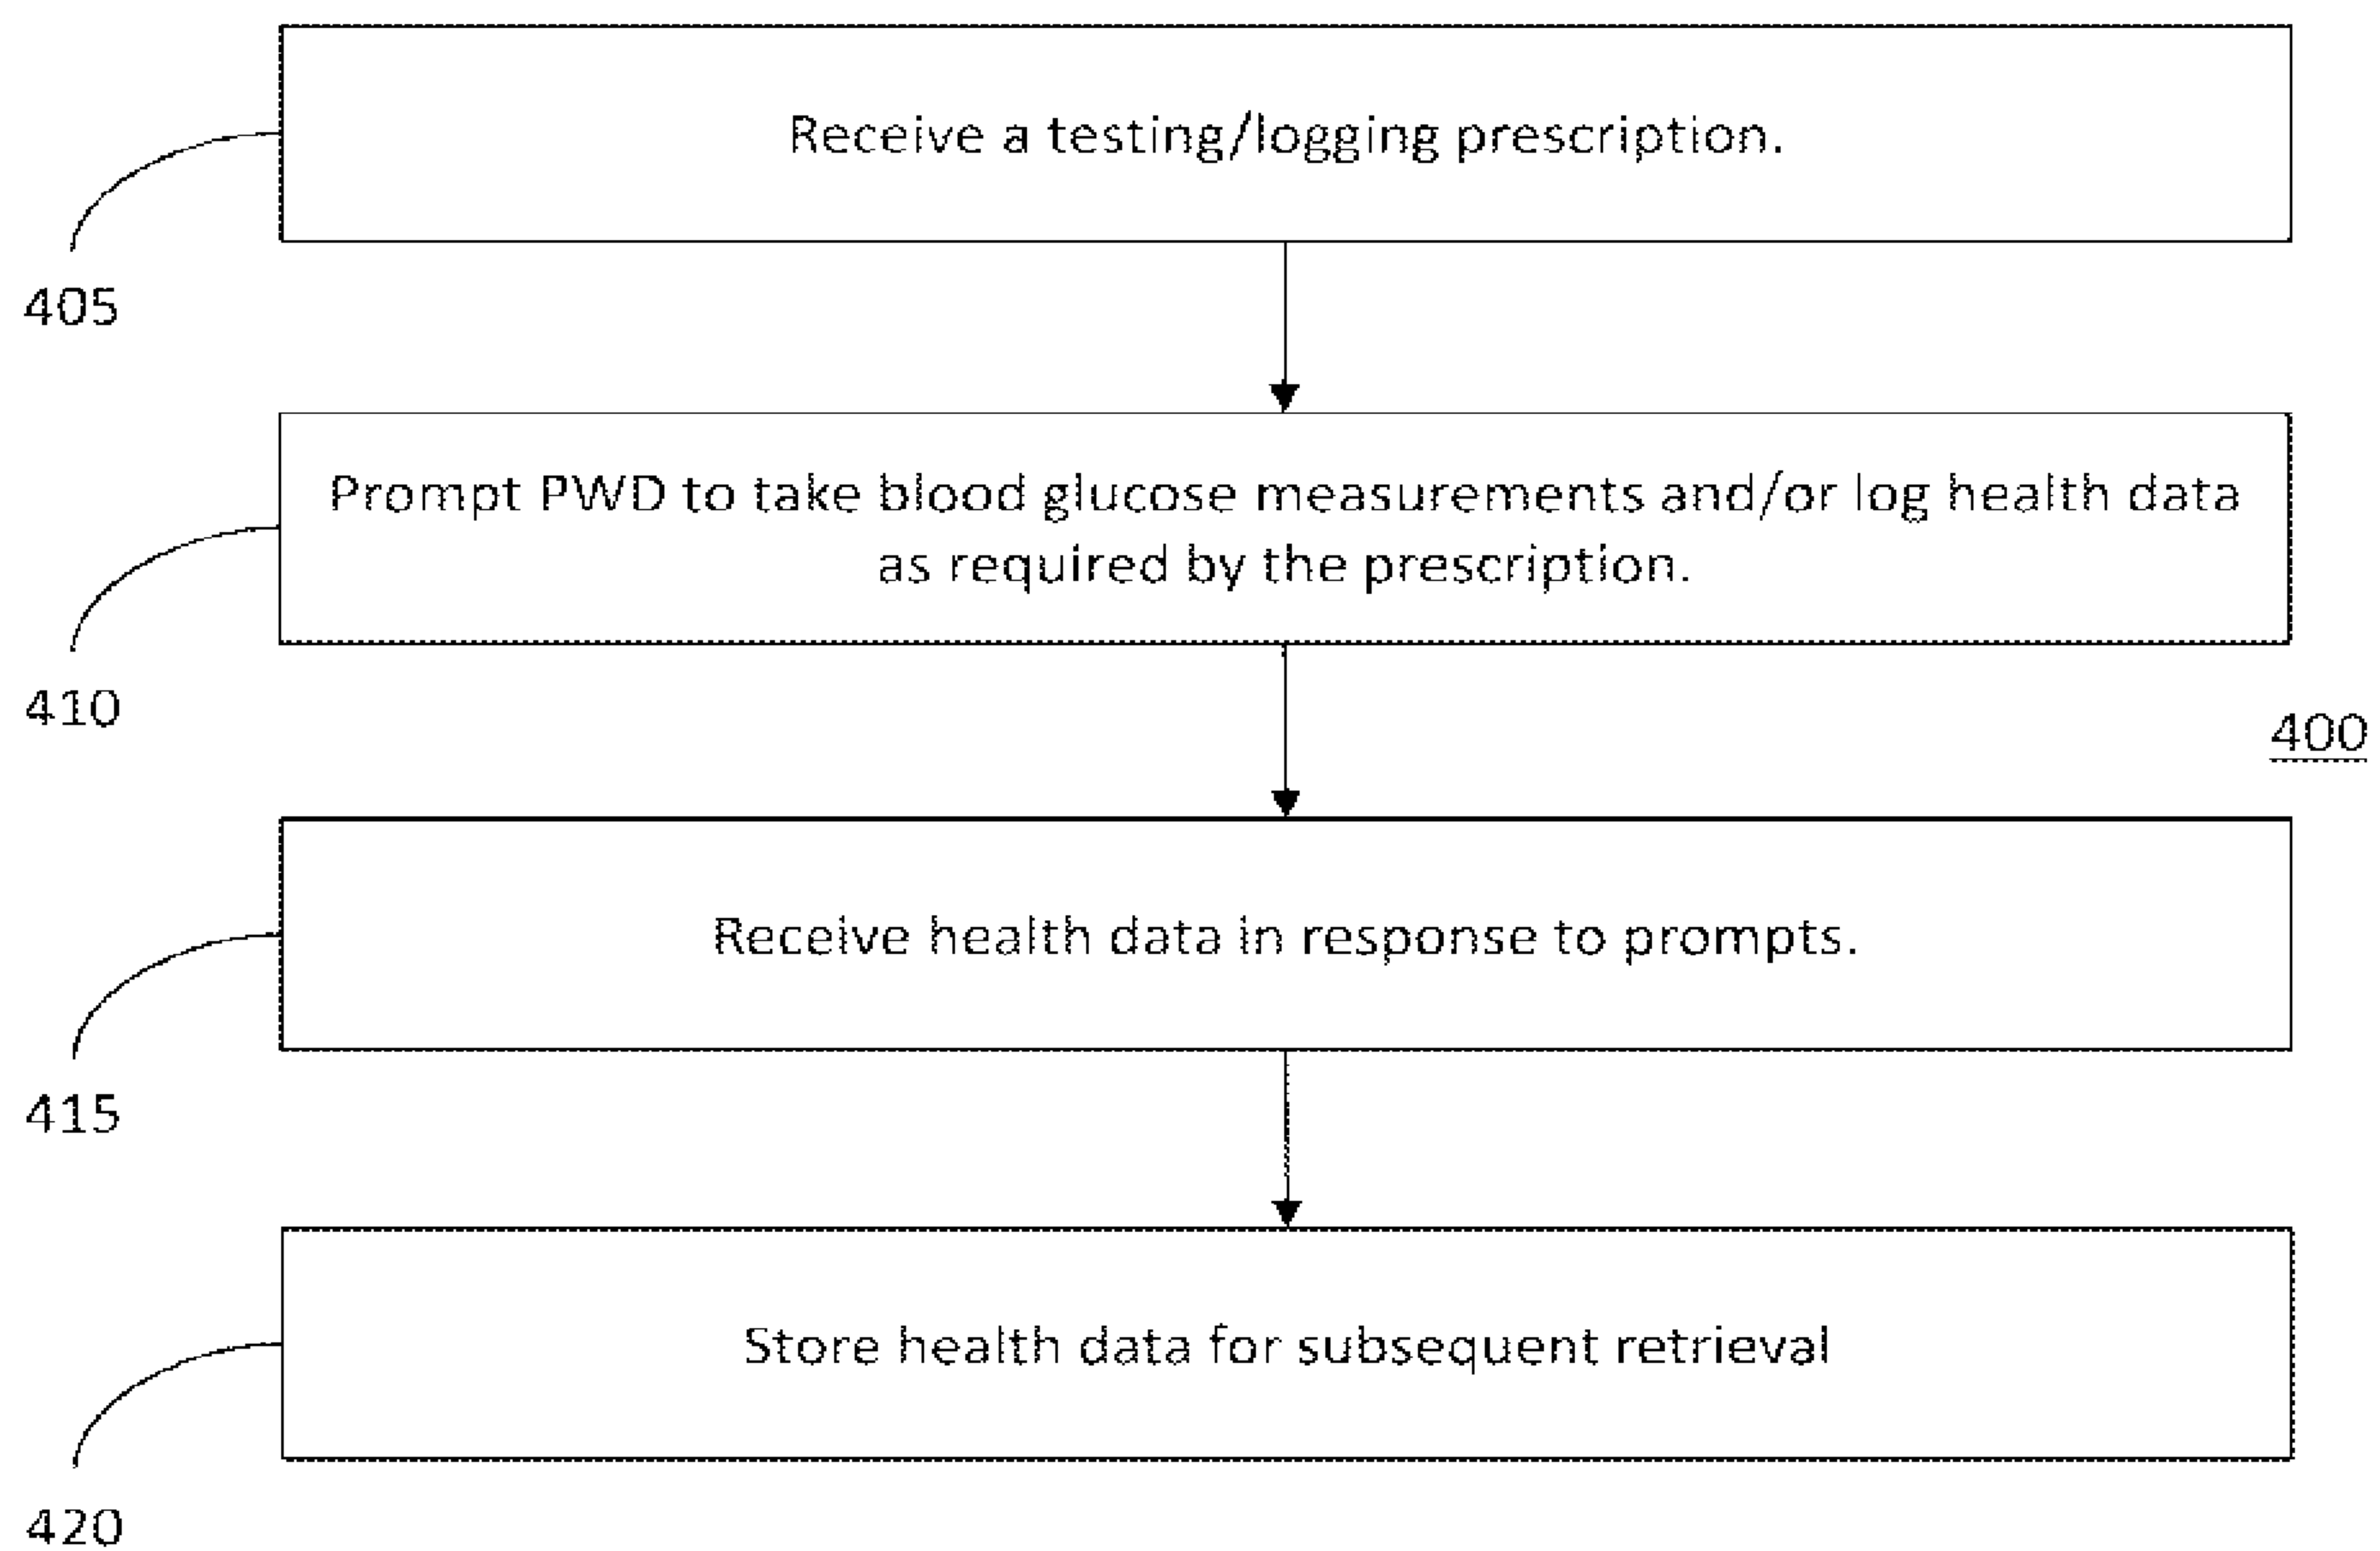 Receive a testing/logging prescription.
405
Prompt PWD to take blood glucose measurements and/or log health data
as required by the prescription.
410
400
Receive health data in response to prompts.
415
Store health data for subsequent retrieval
420